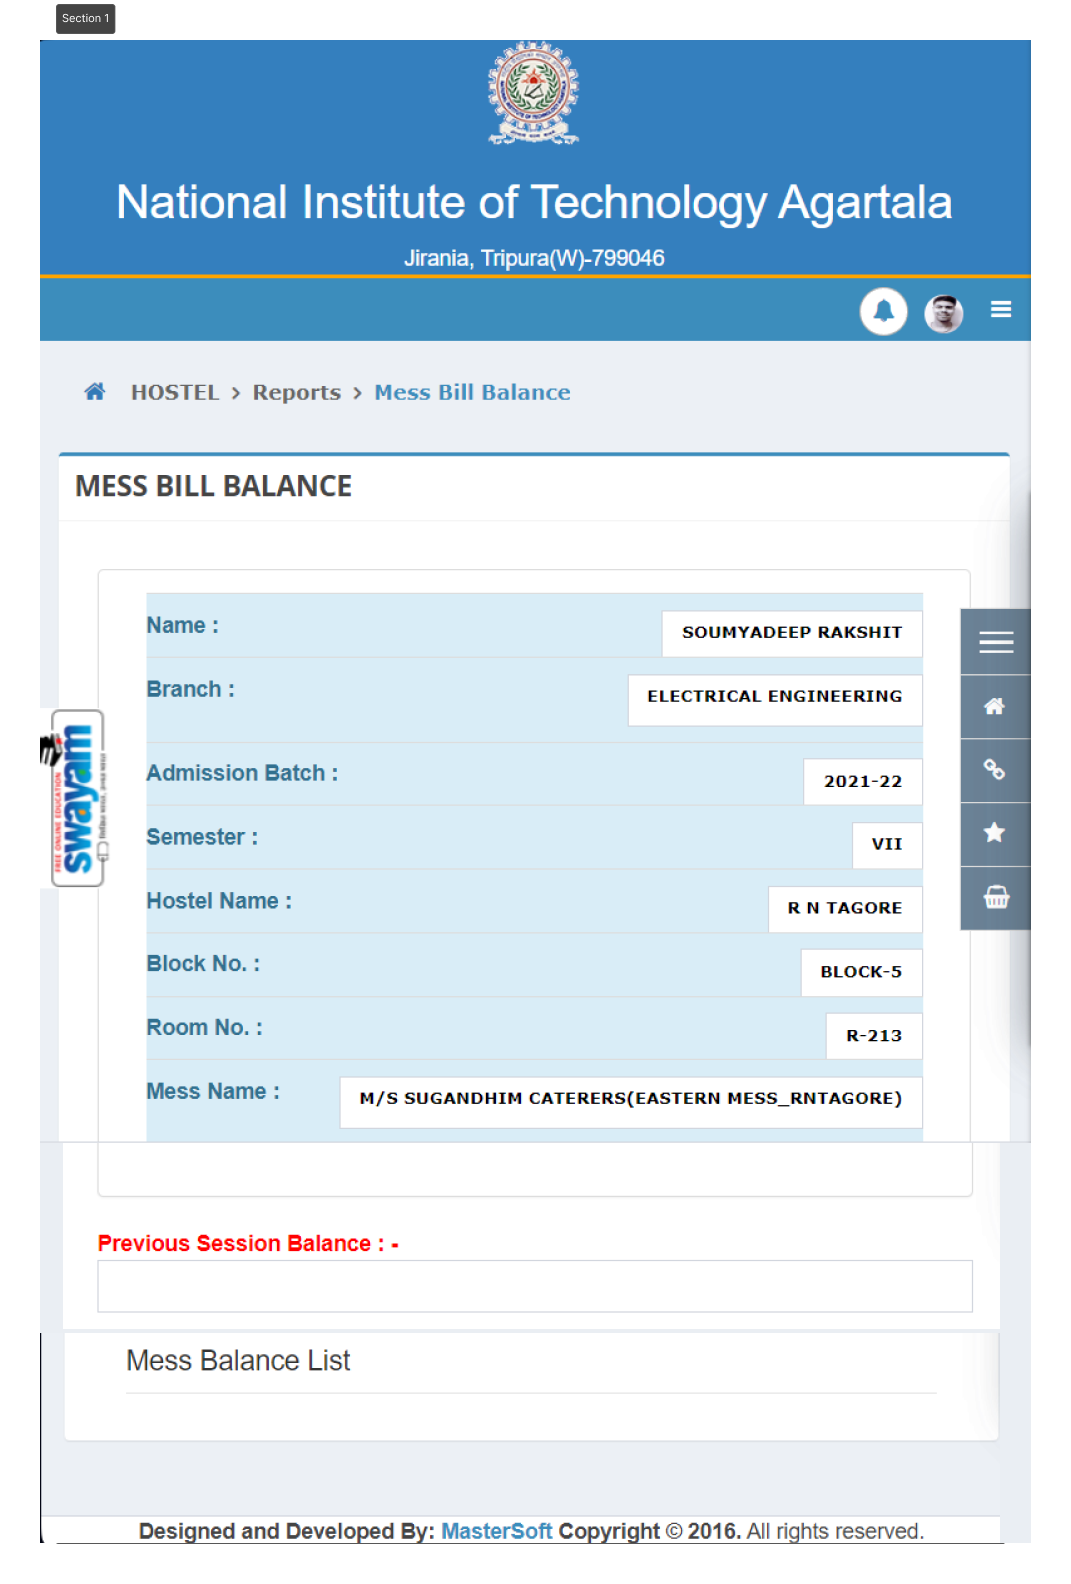 Section 1
National Institute of Technology Agartala
Jirania, Tripura(W)-799046
HOSTEL > Reports > Mess Bill Balance
MESS BILL BALANCE
Name :
SOUMYADEEP RAKSHIT
Branch :
ELECTRICAL ENGINEERING
Admission Batch :
2021-22
Semester :
VII
Hostel Name :
R N TAGORE
Block No. :
BLOCK-5
Room No. :
R-213
Mess Name :
M/S SUGANDHIM CATERERS(EASTERN MESS_RNTAGORE)
FREE ONLINE EDUCATION
swayam
Previous Session Balance : -
Mess Balance List
Designed and Developed By: MasterSoft Copyright © 2016. All rights reserved.